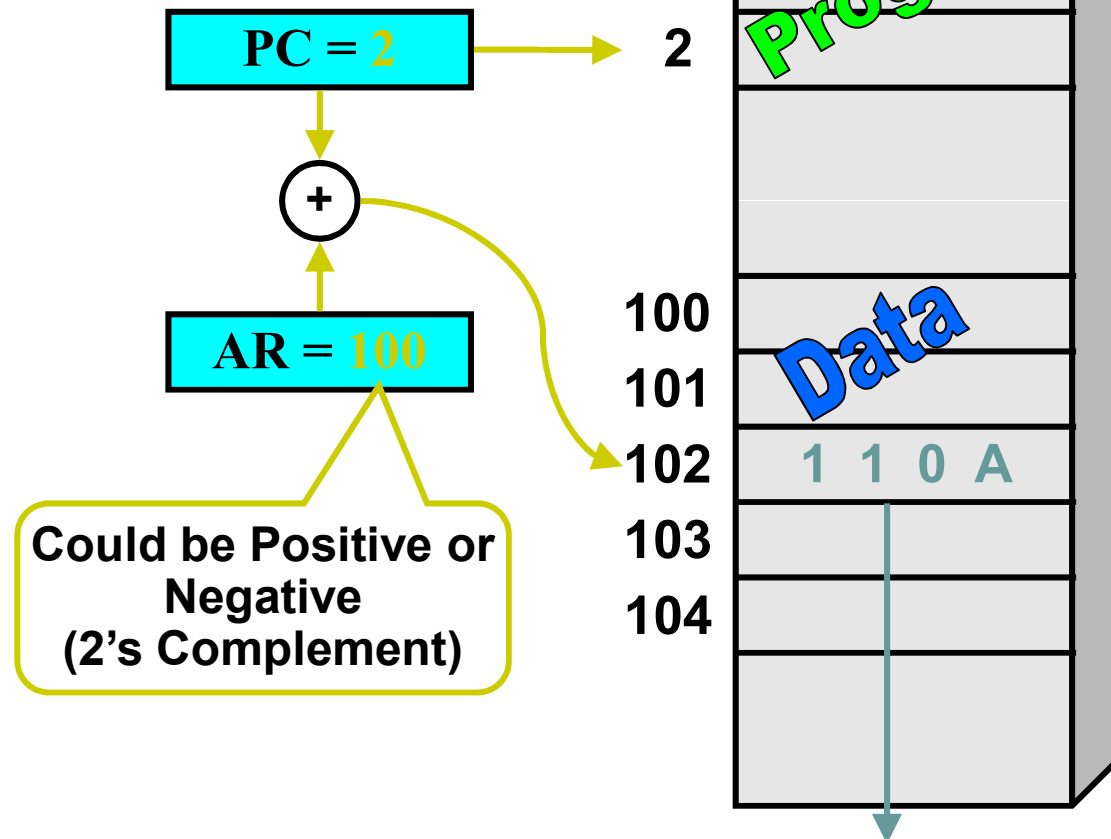 PC = 2
2
Prog
+
100
Data
AR = 100
101
102
1 1 0 A
Could be Positive or
Negative
(2’s Complement)
103
104